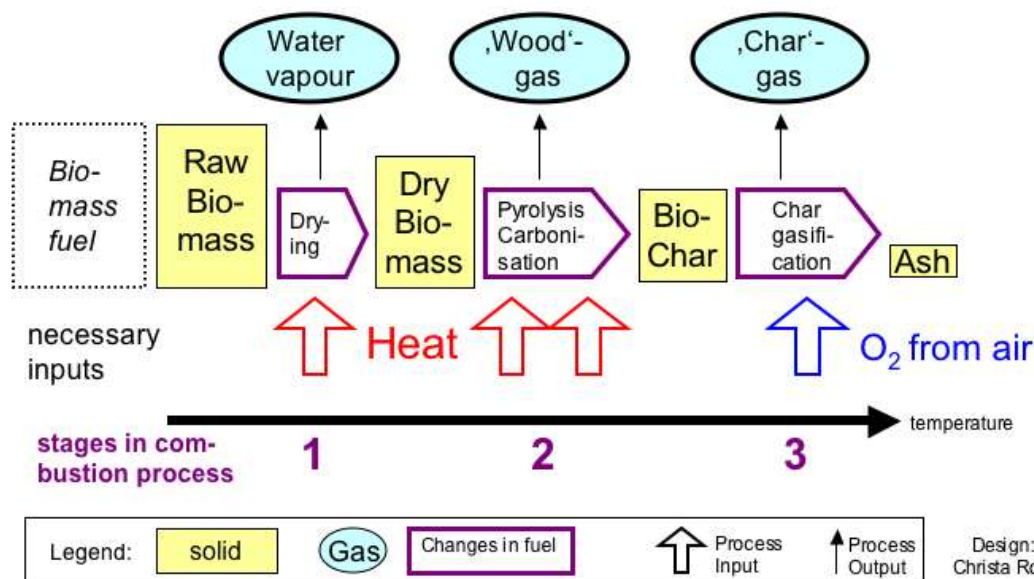 Water
vapour
‚Wood‘-
gas
‚Char‘-
gas
Bio-
mass
fuel
Raw
Bio-
mass
Dry-
ing
Dry
Bio-
mass
Pyrolysis
Carboni-
sation
Bio-
Char
Char
gasifi-
cation
Ash
necessary
inputs
Heat
O₂ from air
temperature
stages in com-
bustion process
1
2
3
Legend:
solid
Gas
Changes in fuel
Process
Input
Process
Output
Design:
Christa Ro